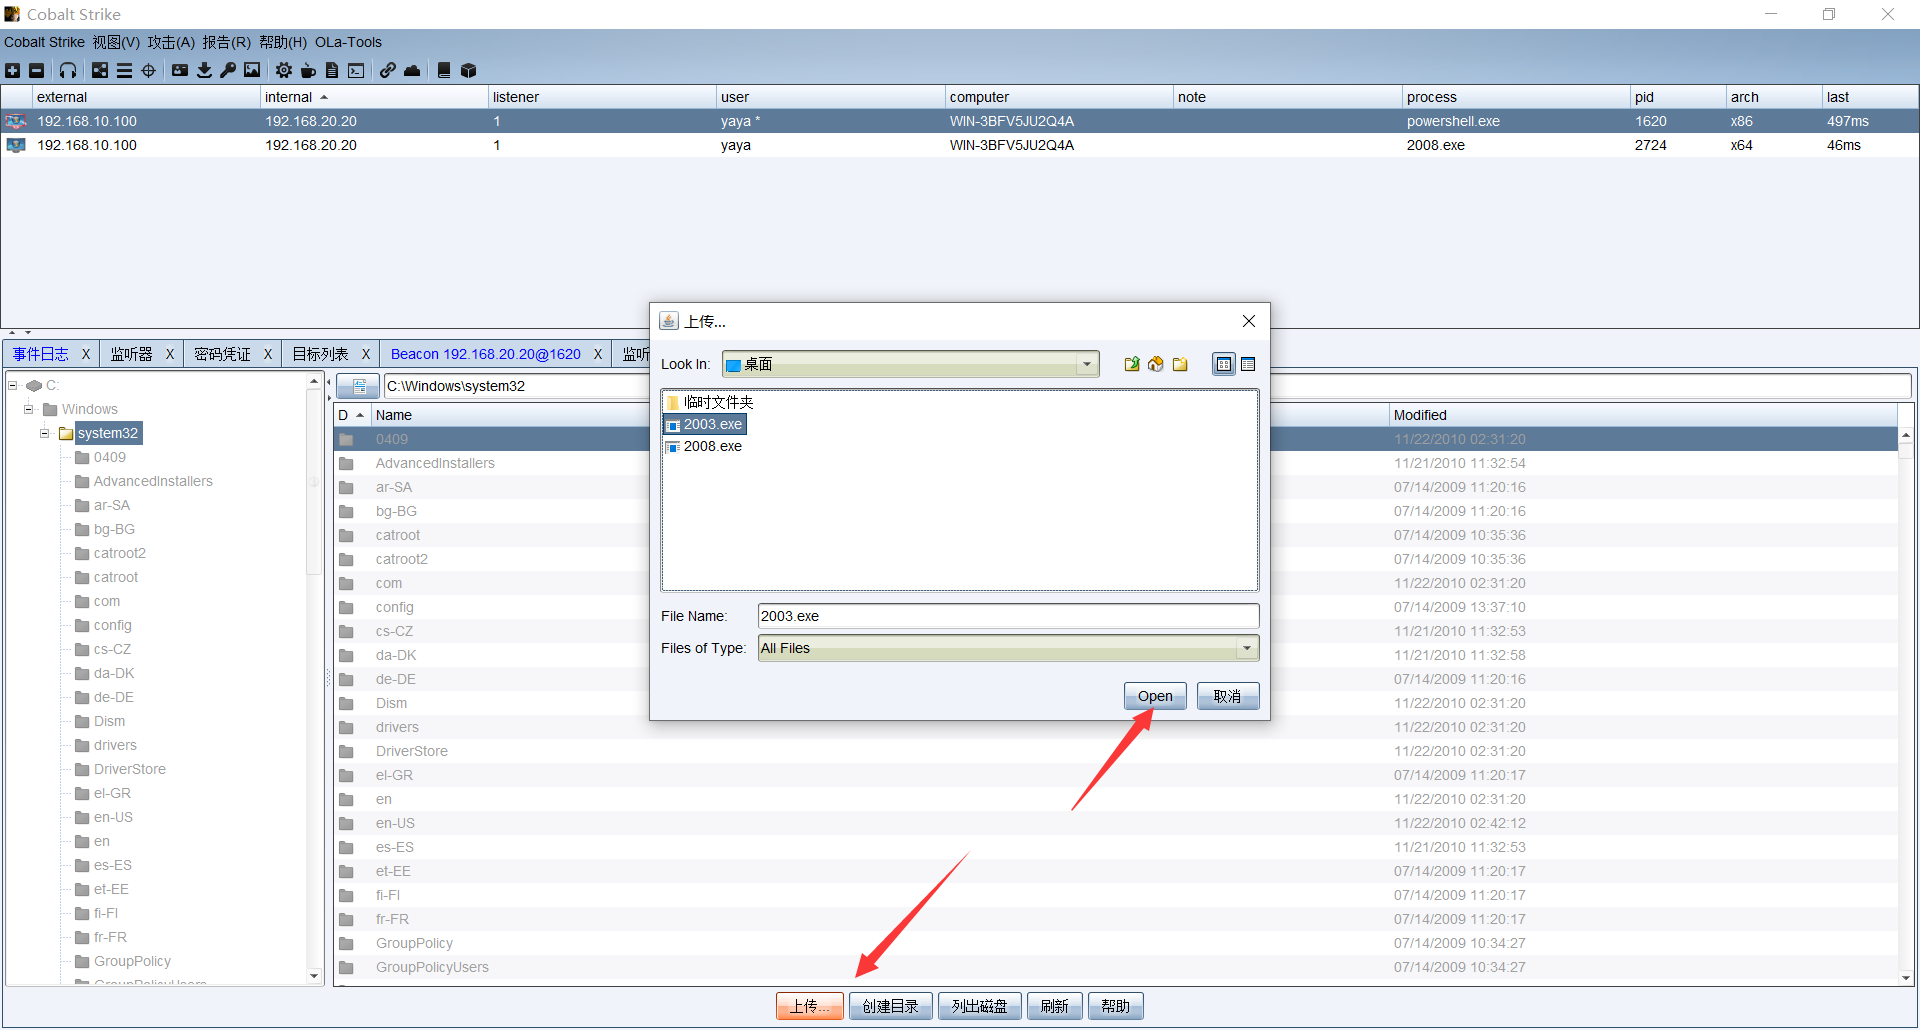 Cobalt Strike
Cobalt Strike 视图(V) 攻击(A) 报告(R) 帮助(H) OLa-Tools
external internal listener user computer note process pid arch last
192.168.10.100 192.168.20.20 1 yaya * WIN-3BFV5JU2Q4A powershell.exe 1620 x86 497ms
192.168.10.100 192.168.20.20 1 yaya WIN-3BFV5JU2Q4A 2008.exe 2724 x64 46ms
事件日志 X 监听器 X 密码凭证 X 目标列表 X Beacon 192.168.20.20@1620 X 监听
C:
Windows
system32
0409
AdvancedInstallers
ar-SA
bg-BG
catroot2
catroot
com
config
cs-CZ
da-DK
de-DE
Dism
drivers
DriverStore
el-GR
en-US
en
es-ES
et-EE
fi-FI
fr-FR
GroupPolicy
GroupPolicyUsers
C:\Windows\system32
D Name Modified
0409 11/22/2010 02:31:20
AdvancedInstallers 11/21/2010 11:32:54
ar-SA 07/14/2009 11:20:16
bg-BG 07/14/2009 11:20:16
catroot 07/14/2009 10:35:36
catroot2 07/14/2009 10:35:36
com 11/22/2010 02:31:20
config 07/14/2009 13:37:10
cs-CZ 11/21/2010 11:32:53
da-DK 11/21/2010 11:32:58
de-DE 07/14/2009 11:20:16
Dism 11/22/2010 02:31:20
drivers 11/22/2010 02:31:20
DriverStore 11/22/2010 02:31:20
el-GR 07/14/2009 11:20:17
en 11/22/2010 02:31:20
en-US 11/22/2010 02:42:12
es-ES 11/21/2010 11:32:53
et-EE 07/14/2009 11:20:17
fi-FI 07/14/2009 11:20:17
fr-FR 07/14/2009 11:20:17
GroupPolicy 07/14/2009 10:34:27
GroupPolicyUsers 07/14/2009 10:34:27
上传...
Look In: 桌面
临时文件夹
2003.exe
2008.exe
File Name: 2003.exe
Files of Type: All Files
Open 取消
上传... 创建目录 列出磁盘 刷新 帮助